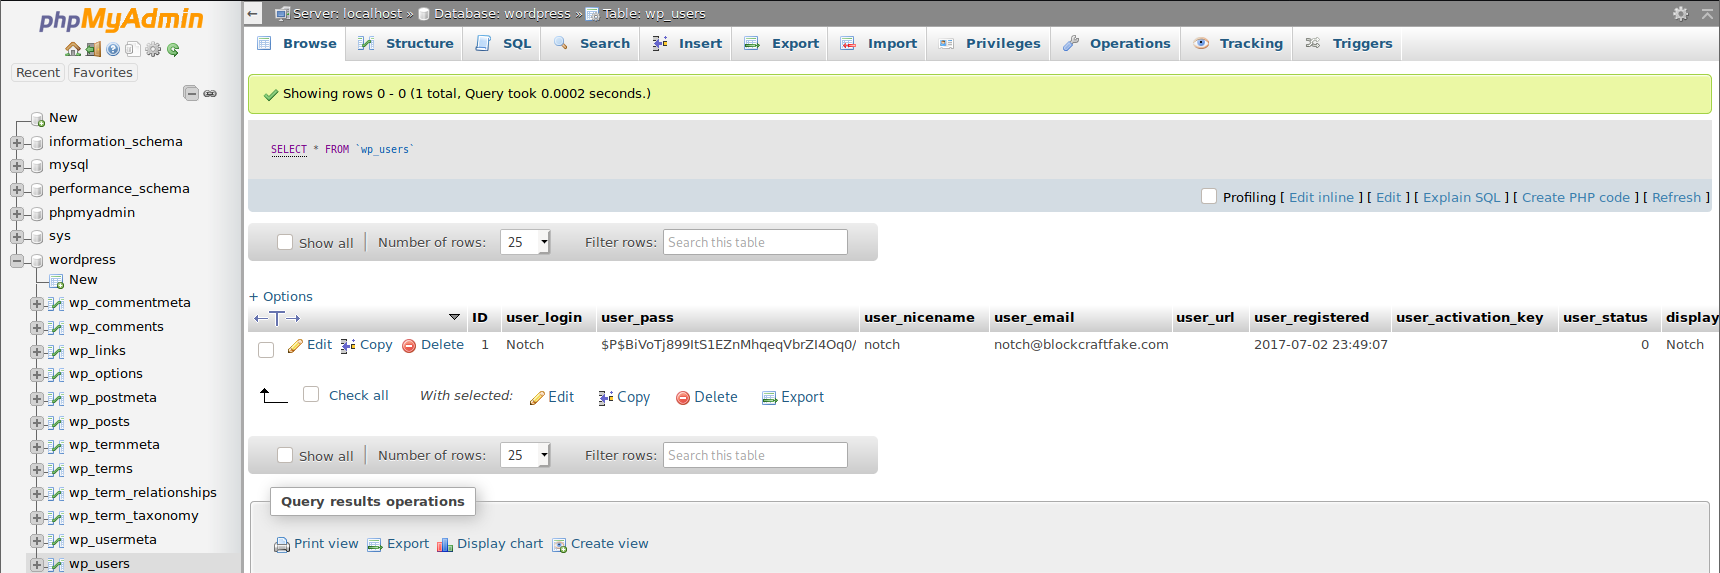 phpMyAdmin
Recent Favorites
New
information_schema
mysql
performance_schema
phpmyadmin
sys
wordpress
New
wp_commentmeta
wp_comments
wp_links
wp_options
wp_postmeta
wp_posts
wp_termmeta
wp_terms
wp_term_relationships
wp_term_taxonomy
wp_usermeta
wp_users
Server: localhost » Database: wordpress » Table: wp_users
Browse Structure SQL Search Insert Export Import Privileges Operations Tracking Triggers
Showing rows 0 - 0 (1 total, Query took 0.0002 seconds.)
SELECT * FROM `wp_users`
Profiling [ Edit inline ] [ Edit ] [ Explain SQL ] [ Create PHP code ] [ Refresh ]
Show all Number of rows: 25 Filter rows: Search this table
+ Options
ID user_login user_pass user_nicename user_email user_url user_registered user_activation_key user_status display
Edit Copy Delete 1 Notch $P$BiVoTj899ItS1EZnMhqeqVbrZI4Oq0/ notch notch@blockcraftfake.com 2017-07-02 23:49:07 0 Notch
Check all With selected: Edit Copy Delete Export
Show all Number of rows: 25 Filter rows: Search this table
Query results operations
Print view Export Display chart Create view